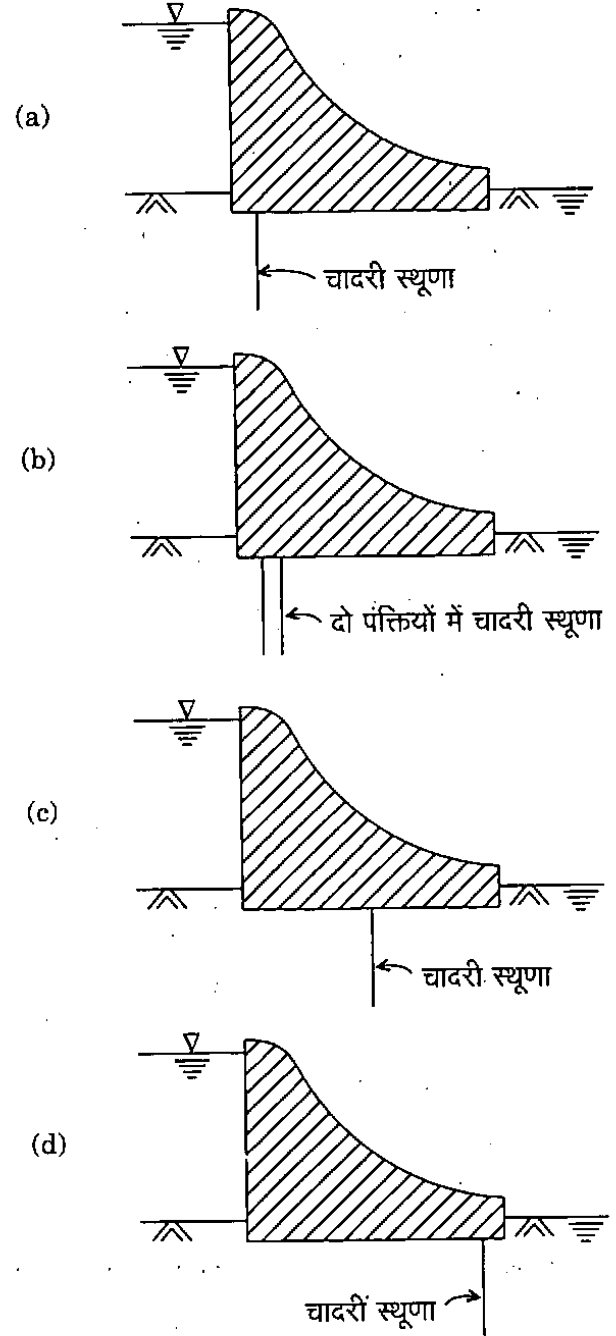 (a)
चादरी स्थूणा
(b)
दो पंक्तियों में चादरी स्थूणा
(c)
चादरी स्थूणा
(d)
चादरीं स्थूणा